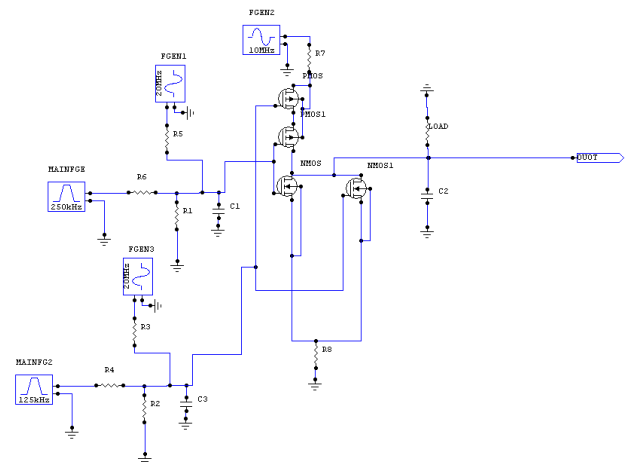 FGEN2
10MHz
R7
FGEN1
20MHz
PMOS
PMOS1
R5
LOAD
DUOT
NMOS
NMOS1
MAINFGE
250kHz
R6
R1
C1
C2
FGEN3
20MHz
R3
R8
MAINFG2
125kHz
R4
R2
C3